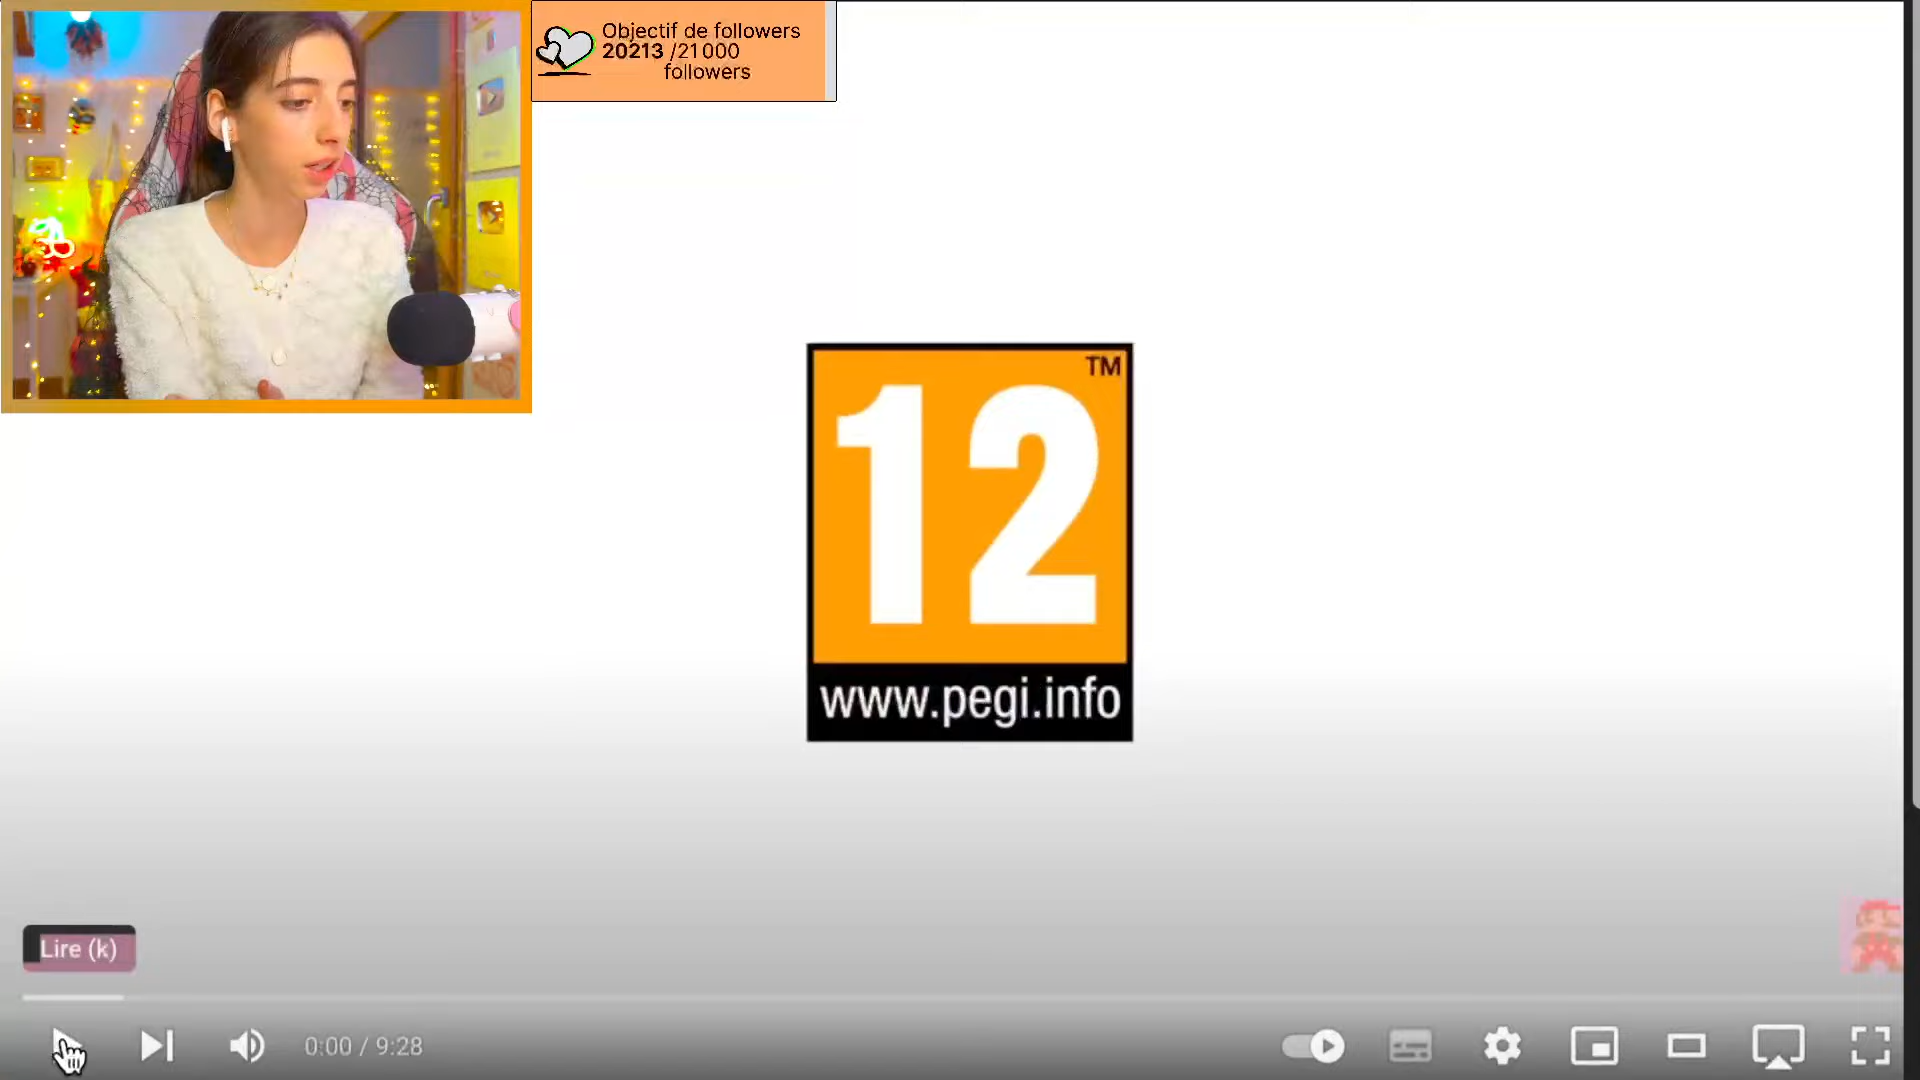 Objectif de followers
20213 /21000
followers
TM
12
www.pegi.info
Lire (k)
0:00 / 9:28